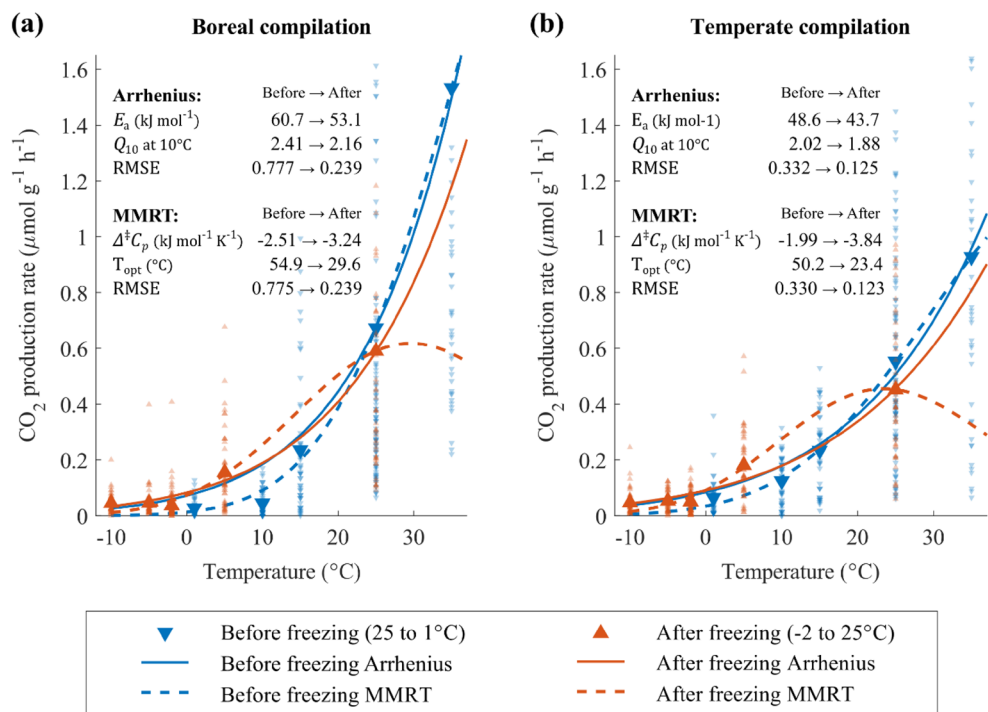 (a) Boreal compilation
CO₂ production rate (μmol g⁻¹ h⁻¹)
1.6
1.4
1.2
1
0.8
0.6
0.4
0.2
0
Arrhenius: Before → After
Eₐ (kJ mol⁻¹) 60.7 → 53.1
Q₁₀ at 10°C 2.41 → 2.16
RMSE 0.777 → 0.239
MMRT: Before → After
Δ‡Cₚ (kJ mol⁻¹ K⁻¹) -2.51 → -3.24
Tₒₚₜ (°C) 54.9 → 29.6
RMSE 0.775 → 0.239
-10 0 10 20 30
Temperature (°C)
(b) Temperate compilation
CO₂ production rate (μmol g⁻¹ h⁻¹)
1.6
1.4
1.2
1
0.8
0.6
0.4
0.2
0
Arrhenius: Before → After
Eₐ (kJ mol-1) 48.6 → 43.7
Q₁₀ at 10°C 2.02 → 1.88
RMSE 0.332 → 0.125
MMRT: Before → After
Δ‡Cₚ (kJ mol⁻¹ K⁻¹) -1.99 → -3.84
Tₒₚₜ (°C) 50.2 → 23.4
RMSE 0.330 → 0.123
-10 0 10 20 30
Temperature (°C)
Before freezing (25 to 1°C) After freezing (-2 to 25°C)
Before freezing Arrhenius After freezing Arrhenius
Before freezing MMRT After freezing MMRT